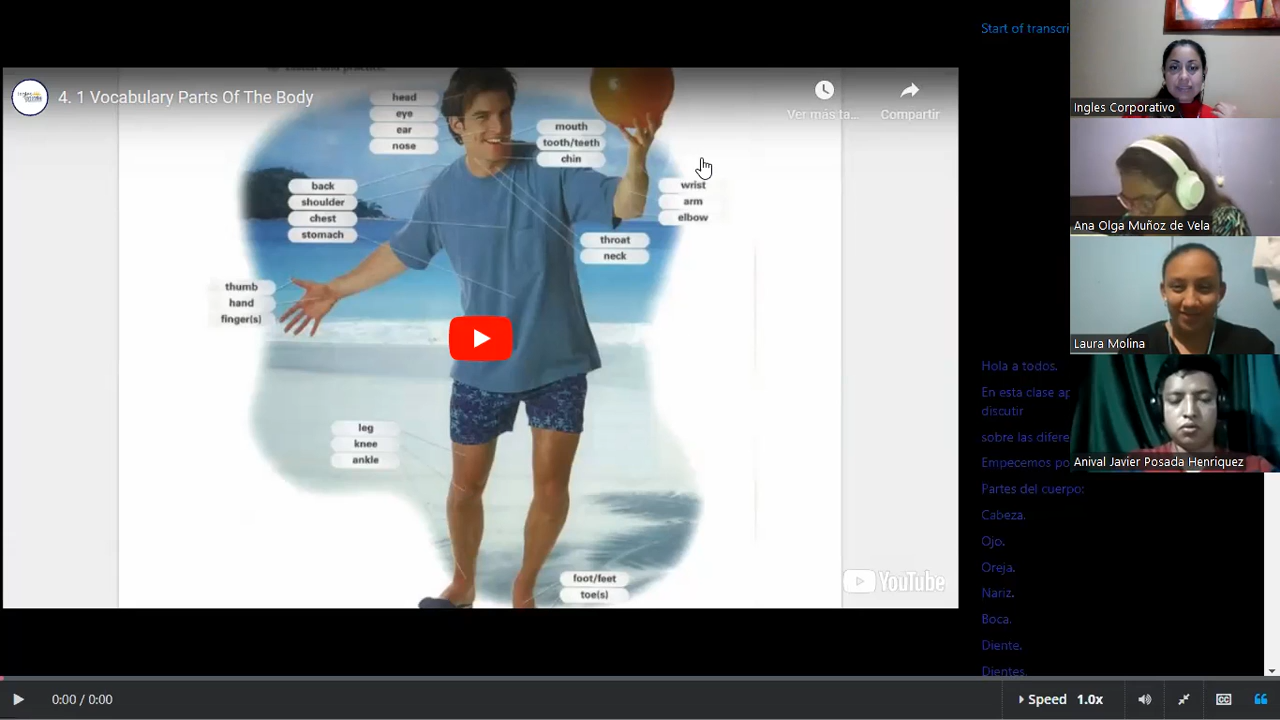 4. 1 Vocabulary Parts Of The Body
Ver más ta...
Compartir
head
eye
ear
nose
mouth
tooth/teeth
chin
back
shoulder
chest
stomach
wrist
arm
elbow
throat
neck
thumb
hand
finger(s)
leg
knee
ankle
foot/feet
toe(s)
YouTube
Start of transcri
Hola a todos.
En esta clase ap
discutir
sobre las difere
Empecemos po
Partes del cuerpo:
Cabeza.
Ojo.
Oreja.
Nariz.
Boca.
Diente.
Dientes.
Ingles Corporativo
Ana Olga Muñoz de Vela
Laura Molina
Anival Javier Posada Henriquez
0:00 / 0:00
Speed 1.0x
CC